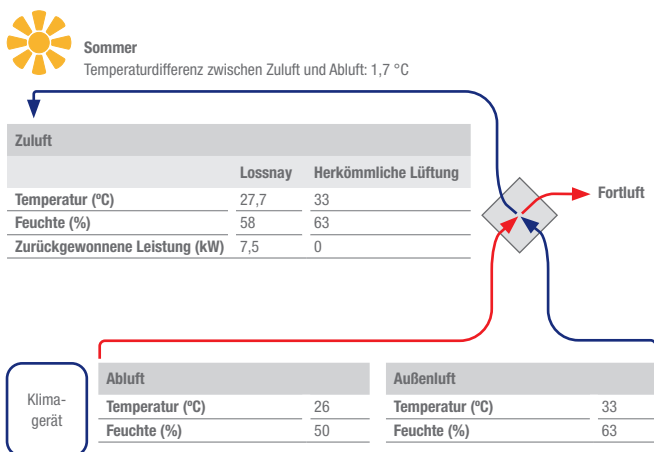 Sommer
Temperaturdifferenz zwischen Zuluft und Abluft: 1,7 °C
Zuluft
Lossnay Herkömmliche Lüftung
Temperatur (ºC) 27,7 33
Feuchte (%) 58 63
Zurückgewonnene Leistung (kW) 7,5 0
Fortluft
Klima-
gerät
Abluft
Temperatur (ºC) 26
Feuchte (%) 50
Außenluft
Temperatur (ºC) 33
Feuchte (%) 63